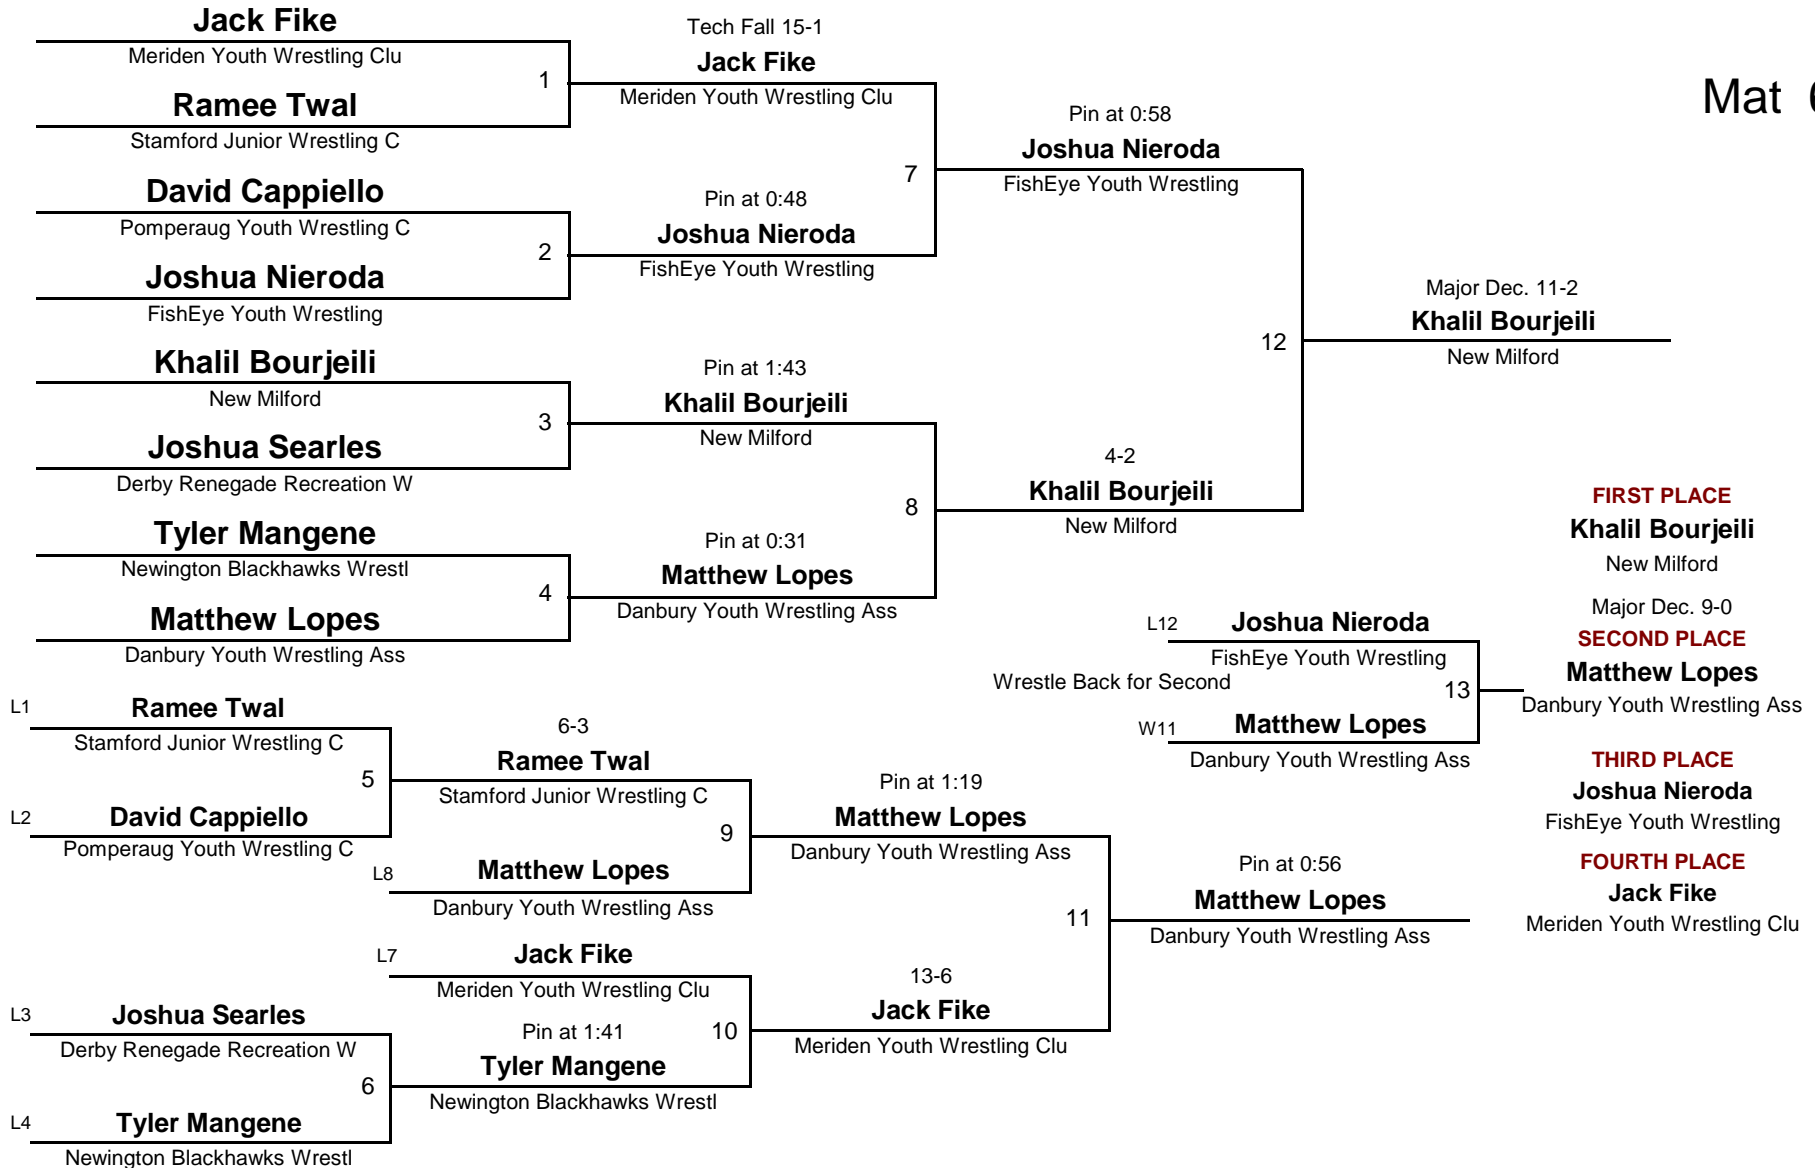 Jack Fike
Meriden Youth Wrestling Clu
1
Ramee Twal
Stamford Junior Wrestling C
David Cappiello
Pomperaug Youth Wrestling C
2
Joshua Nieroda
FishEye Youth Wrestling
Khalil Bourjeili
New Milford
3
Joshua Searles
Derby Renegade Recreation W
Tyler Mangene
Newington Blackhawks Wrestl
4
Matthew Lopes
Danbury Youth Wrestling Ass
Tech Fall 15-1
Jack Fike
Meriden Youth Wrestling Clu
7
Pin at 0:48
Joshua Nieroda
FishEye Youth Wrestling
Pin at 1:43
Khalil Bourjeili
New Milford
8
Pin at 0:31
Matthew Lopes
Danbury Youth Wrestling Ass
Pin at 0:58
Joshua Nieroda
FishEye Youth Wrestling
12
4-2
Khalil Bourjeili
New Milford
Mat 6
Major Dec. 11-2
Khalil Bourjeili
New Milford
L1
Ramee Twal
Stamford Junior Wrestling C
5
L2
David Cappiello
Pomperaug Youth Wrestling C
L3
Joshua Searles
Derby Renegade Recreation W
6
L4
Tyler Mangene
Newington Blackhawks Wrestl
6-3
Ramee Twal
Stamford Junior Wrestling C
9
L8
Matthew Lopes
Danbury Youth Wrestling Ass
L7
Jack Fike
Meriden Youth Wrestling Clu
10
Pin at 1:41
Tyler Mangene
Newington Blackhawks Wrestl
Pin at 1:19
Matthew Lopes
Danbury Youth Wrestling Ass
11
13-6
Jack Fike
Meriden Youth Wrestling Clu
Pin at 0:56
Matthew Lopes
Danbury Youth Wrestling Ass
L12
Joshua Nieroda
FishEye Youth Wrestling
Wrestle Back for Second
13
W11
Matthew Lopes
Danbury Youth Wrestling Ass
FIRST PLACE
Khalil Bourjeili
New Milford
Major Dec. 9-0
SECOND PLACE
Matthew Lopes
Danbury Youth Wrestling Ass
THIRD PLACE
Joshua Nieroda
FishEye Youth Wrestling
FOURTH PLACE
Jack Fike
Meriden Youth Wrestling Clu